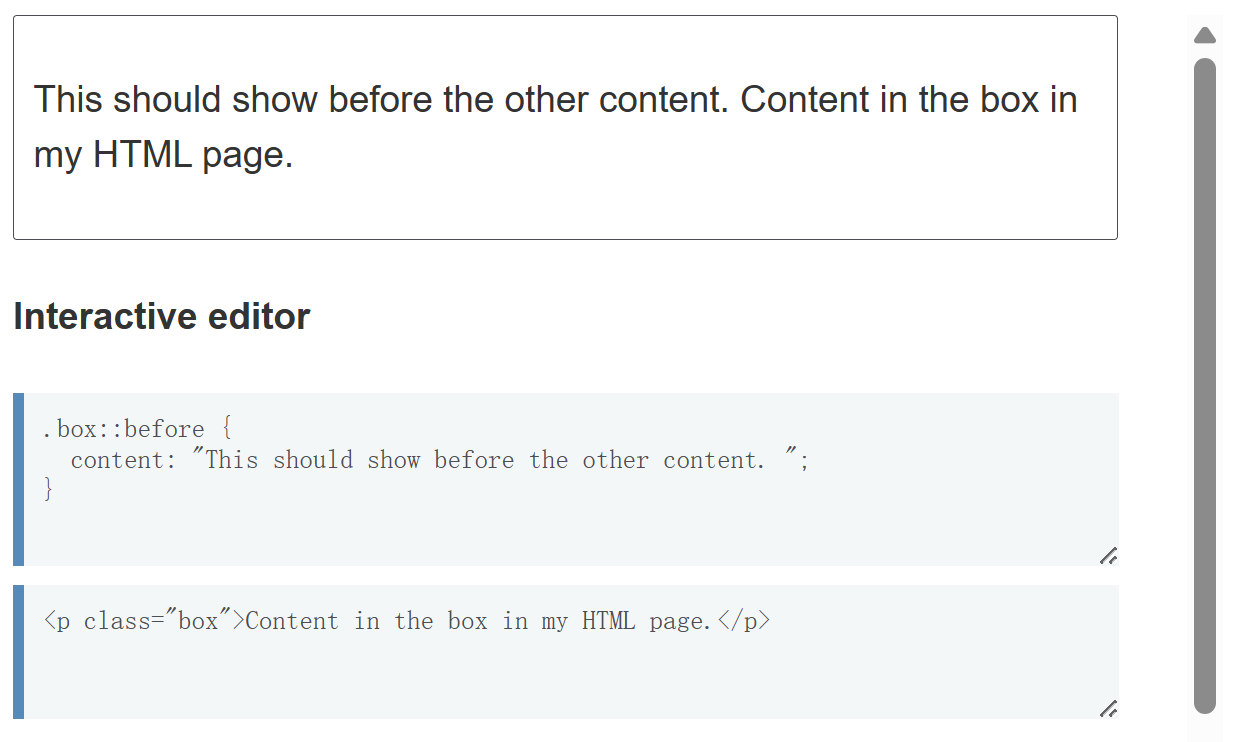 This should show before the other content. Content in the box in
my HTML page.
Interactive editor
.box::before {
  content: "This should show before the other content. ";
}
<p class="box">Content in the box in my HTML page.</p>